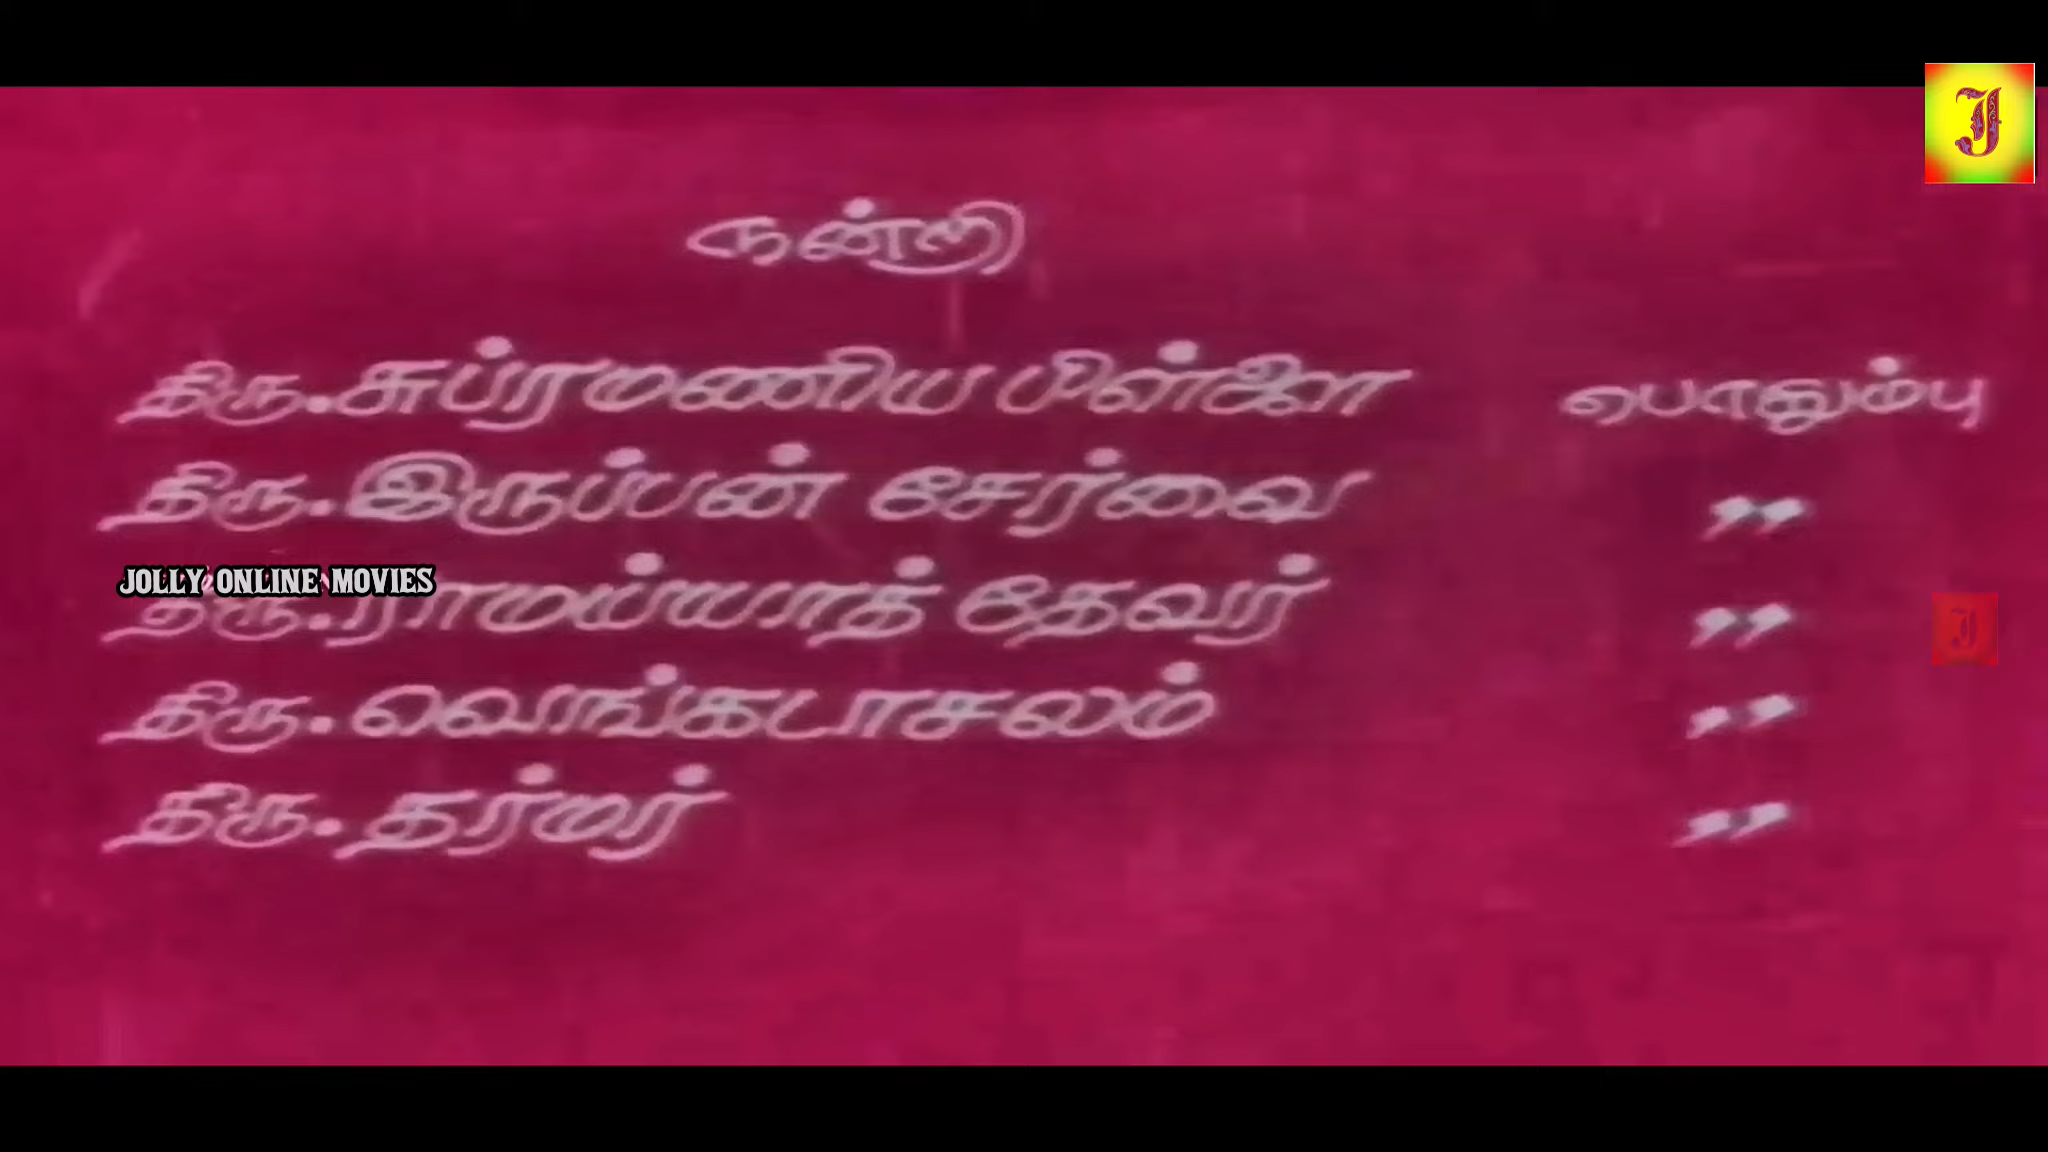 J
நன்றி
திரு.சுப்ரமணிய பிள்ளை பொலும்பு
திரு.இருப்பன் சேர்வை ,,
JOLLY ONLINE MOVIES
திரு.ராமய்யாத் தேவர் ,,
J
திரு.வெங்கடாசலம் ,,
திரு.தர்மர் ,,